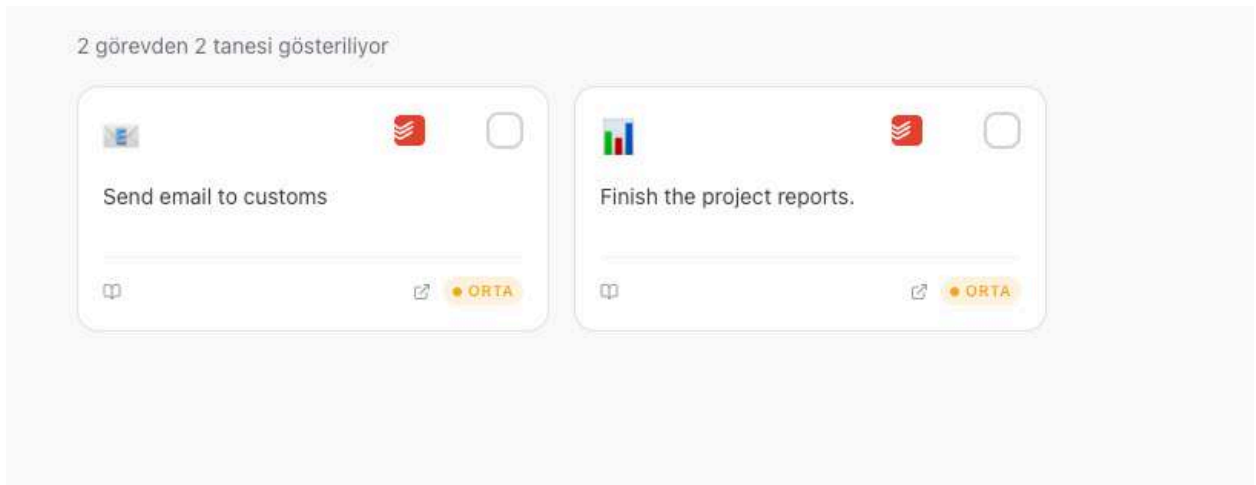 2 görevden 2 tanesi gösteriliyor
Send email to customs
ORTA
Finish the project reports.
ORTA